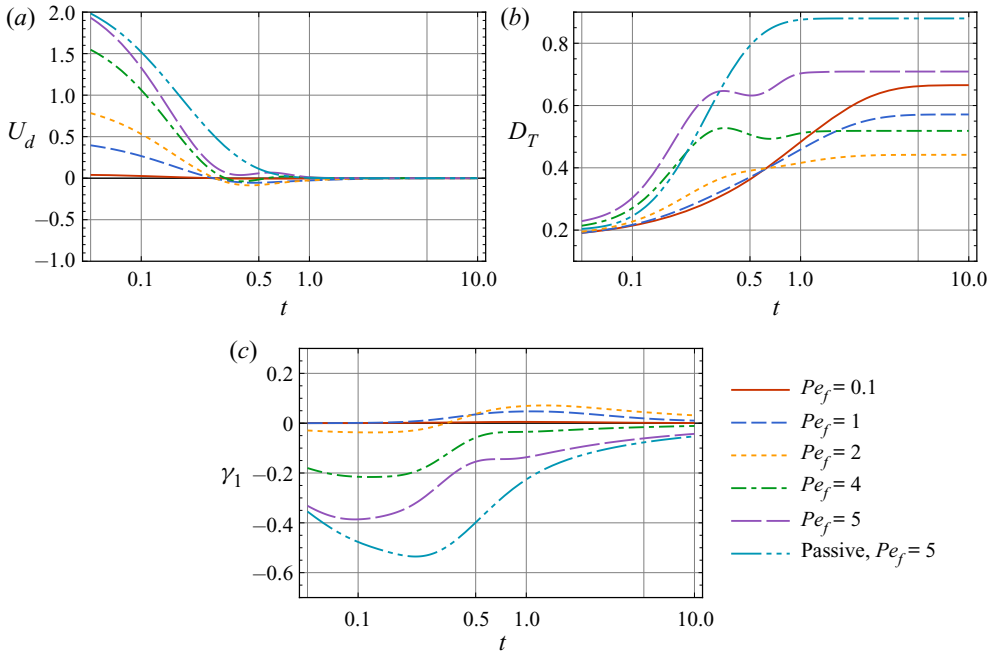 (a)
2.0
1.5
1.0
0.5
0
−0.5
−1.0
U_d
0.1
0.5
1.0
10.0
t
(b)
0.8
0.6
0.4
0.2
D_T
0.1
0.5
1.0
10.0
t
(c)
0.2
0
−0.2
−0.4
−0.6
γ_1
0.1
0.5
1.0
10.0
t
Pe_f = 0.1
Pe_f = 1
Pe_f = 2
Pe_f = 4
Pe_f = 5
Passive, Pe_f = 5